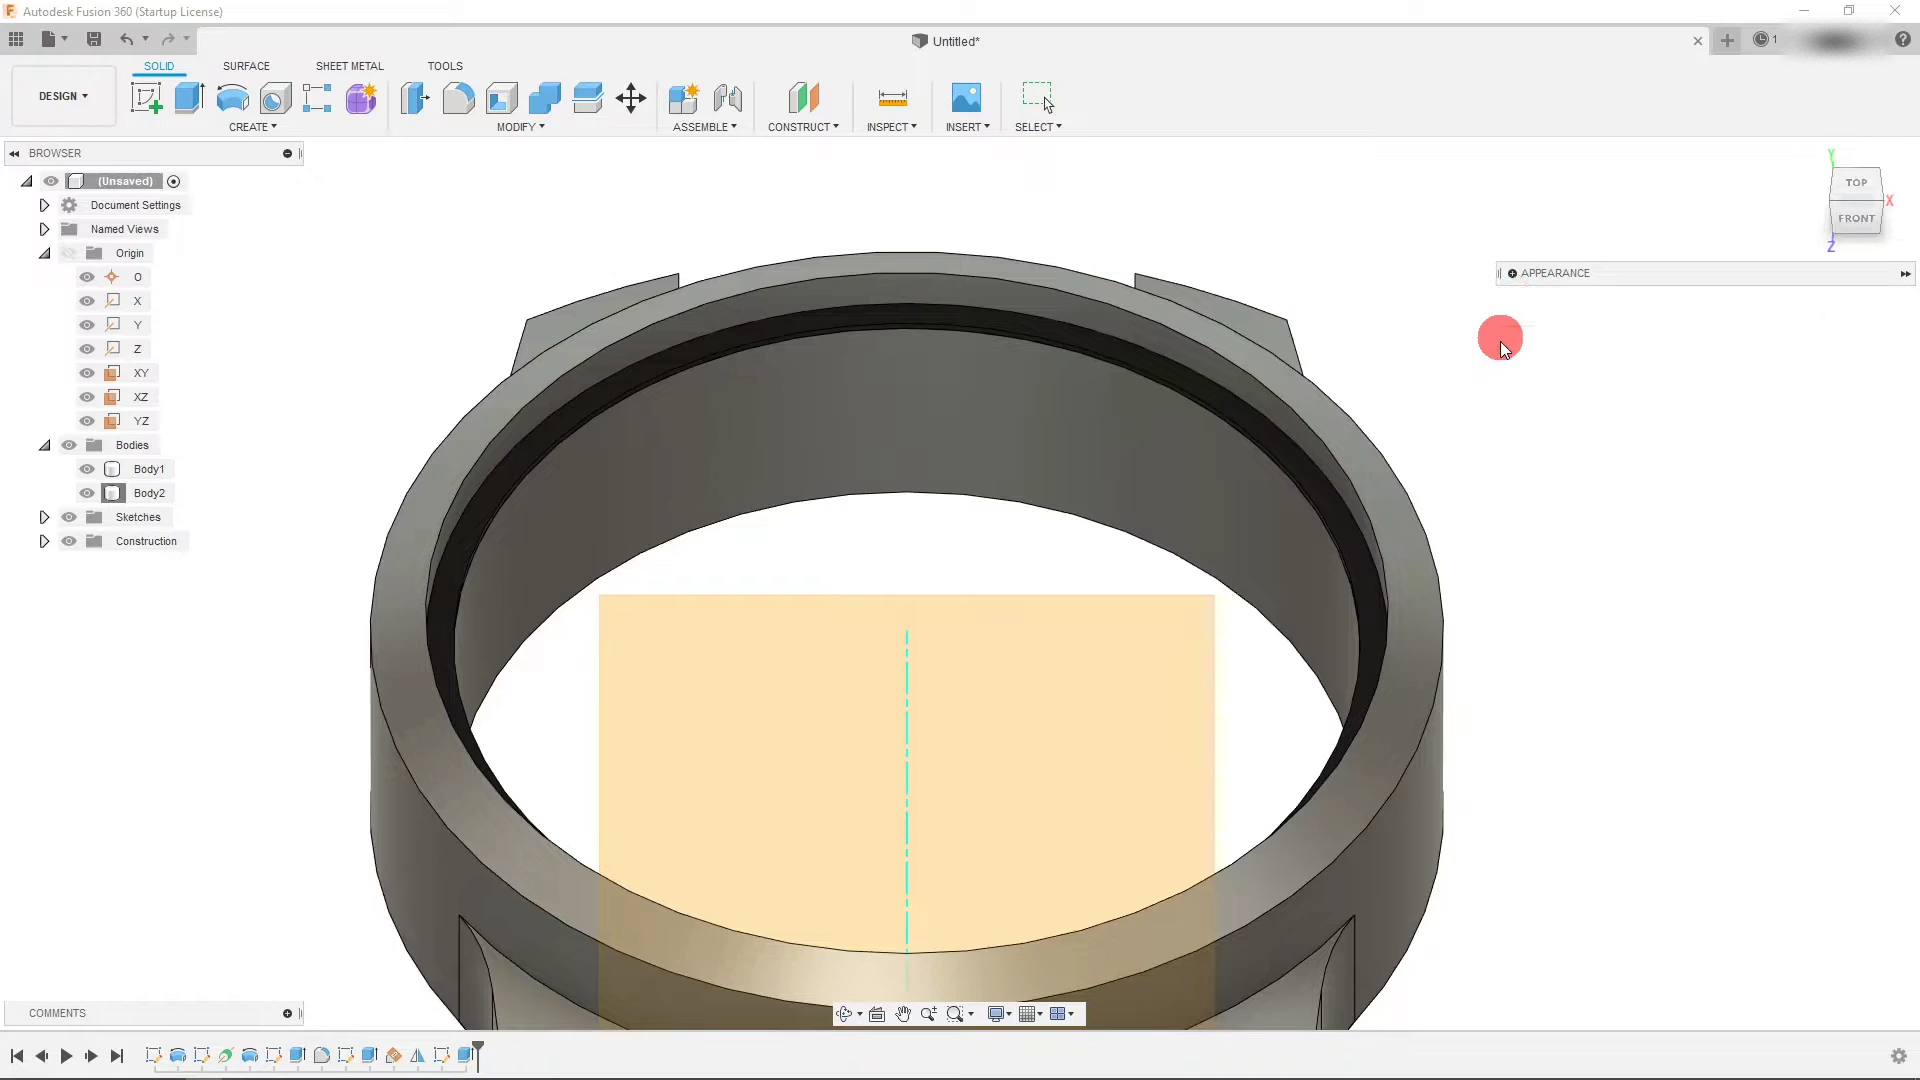 Autodesk Fusion 360 (Startup License)
Untitled*
1
SOLID SURFACE SHEET METAL TOOLS
DESIGN
CREATE MODIFY ASSEMBLE CONSTRUCT INSPECT INSERT SELECT
BROWSER
(Unsaved)
Document Settings
Named Views
Origin
O
X
Y
Z
XY
XZ
YZ
Bodies
Body1
Body2
Sketches
Construction
Y
TOP
X
FRONT
Z
APPEARANCE
COMMENTS